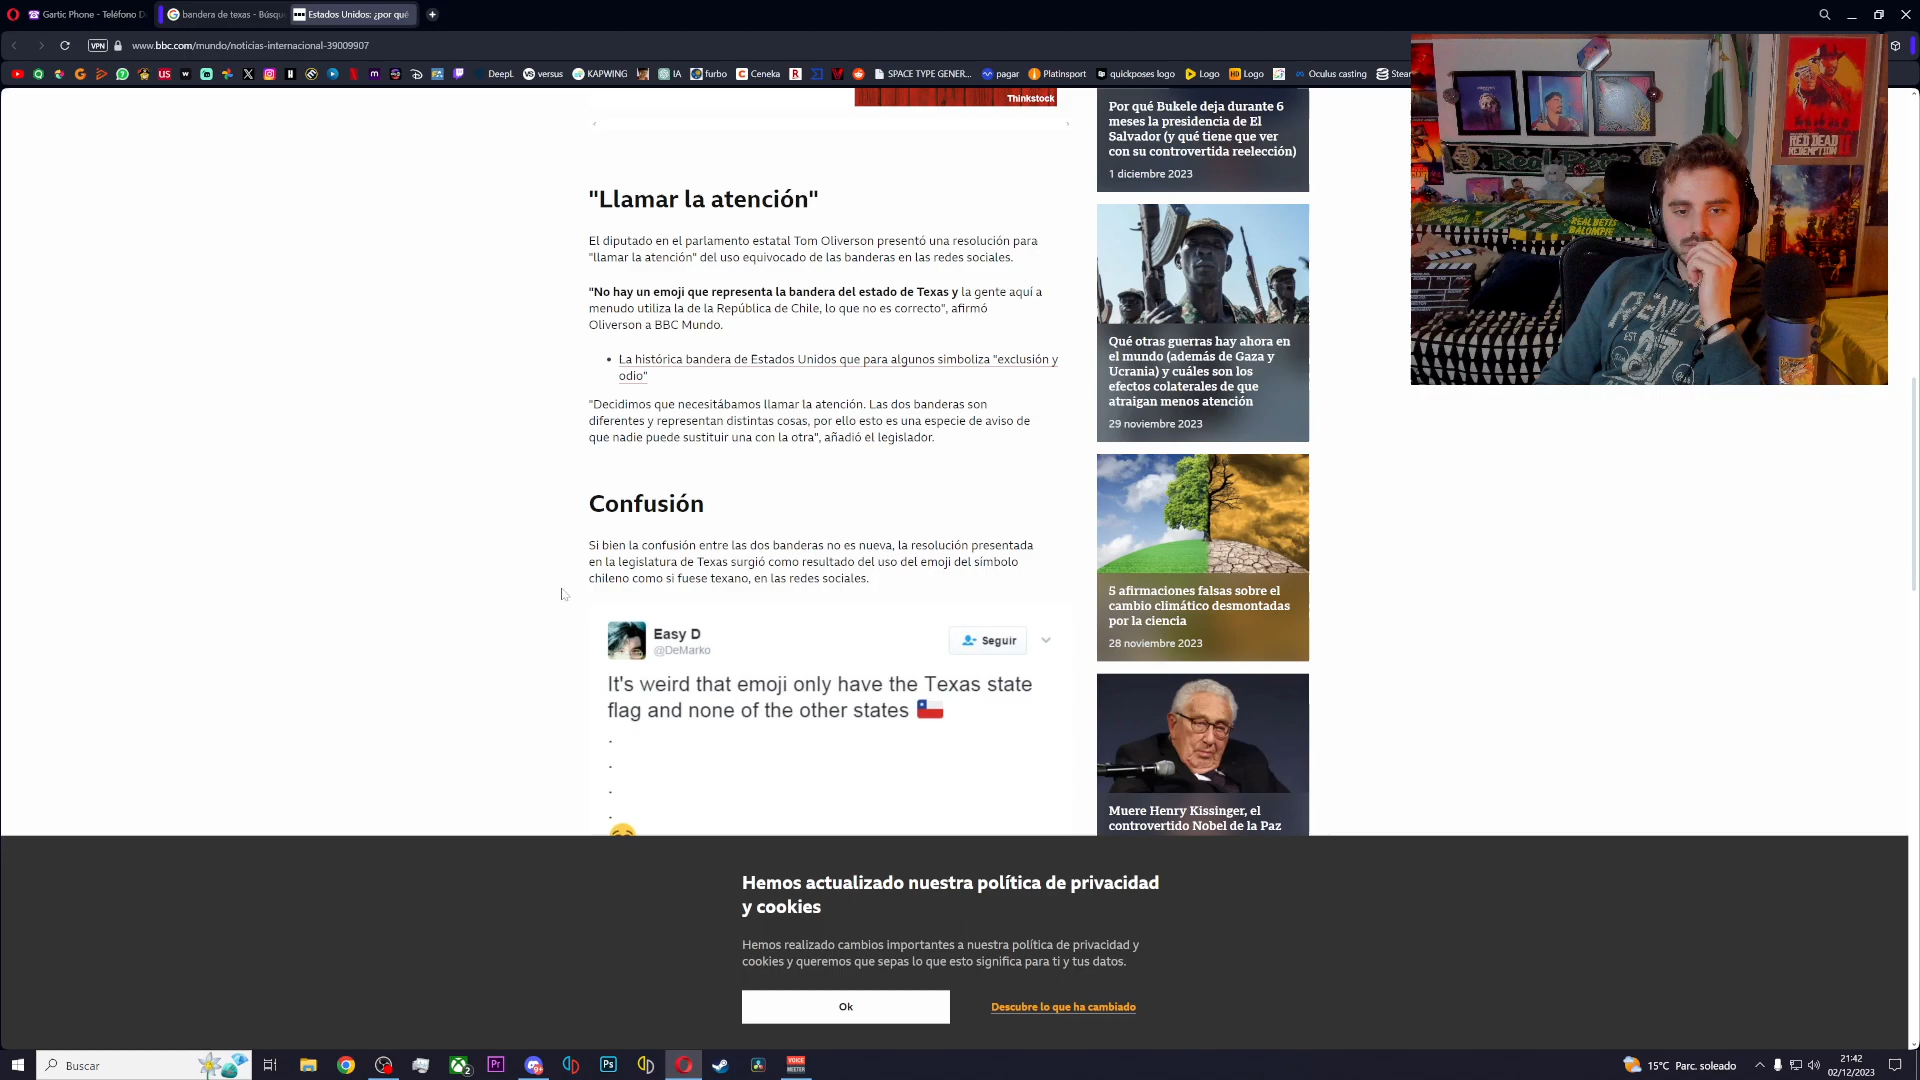 Gartic Phone - Teléfono D
bandera de texas - Búsqu
Estados Unidos: ¿por qué
VPN
www.bbc.com/mundo/noticias-internacional-39009907
DeepL
versus
KAPWING
IA
furbo
Ceneka
SPACE TYPE GENER...
pagar
Platinsport
quickposes logo
Logo
Logo
Oculus casting
Stear
Thinkstock
"Llamar la atención"
El diputado en el parlamento estatal Tom Oliverson presentó una resolución para
"llamar la atención" del uso equivocado de las banderas en las redes sociales.
"No hay un emoji que representa la bandera del estado de Texas y la gente aquí a
menudo utiliza la de la República de Chile, lo que no es correcto", afirmó
Oliverson a BBC Mundo.
La histórica bandera de Estados Unidos que para algunos simboliza "exclusión y
odio"
"Decidimos que necesitábamos llamar la atención. Las dos banderas son
diferentes y representan distintas cosas, por ello esto es una especie de aviso de
que nadie puede sustituir una con la otra", añadió el legislador.
Confusión
Si bien la confusión entre las dos banderas no es nueva, la resolución presentada
en la legislatura de Texas surgió como resultado del uso del emoji del símbolo
chileno como si fuese texano, en las redes sociales.
Easy D
@DeMarko
Seguir
It's weird that emoji only have the Texas state
flag and none of the other states 🇨🇱
.
.
.
.
Por qué Bukele deja durante 6
meses la presidencia de El
Salvador (y qué tiene que ver
con su controvertida reelección)
1 diciembre 2023
Qué otras guerras hay ahora en
el mundo (además de Gaza y
Ucrania) y cuáles son los
efectos colaterales de que
atraigan menos atención
29 noviembre 2023
5 afirmaciones falsas sobre el
cambio climático desmontadas
por la ciencia
28 noviembre 2023
Muere Henry Kissinger, el
controvertido Nobel de la Paz
RED DEAD
REDEMPTION
REAL BETIS
BALOMPIE
Hemos actualizado nuestra política de privacidad
y cookies
Hemos realizado cambios importantes a nuestra política de privacidad y
cookies y queremos que sepas lo que esto significa para ti y tus datos.
Ok
Descubre lo que ha cambiado
Buscar
15°C Parc. soleado
21:42
02/12/2023